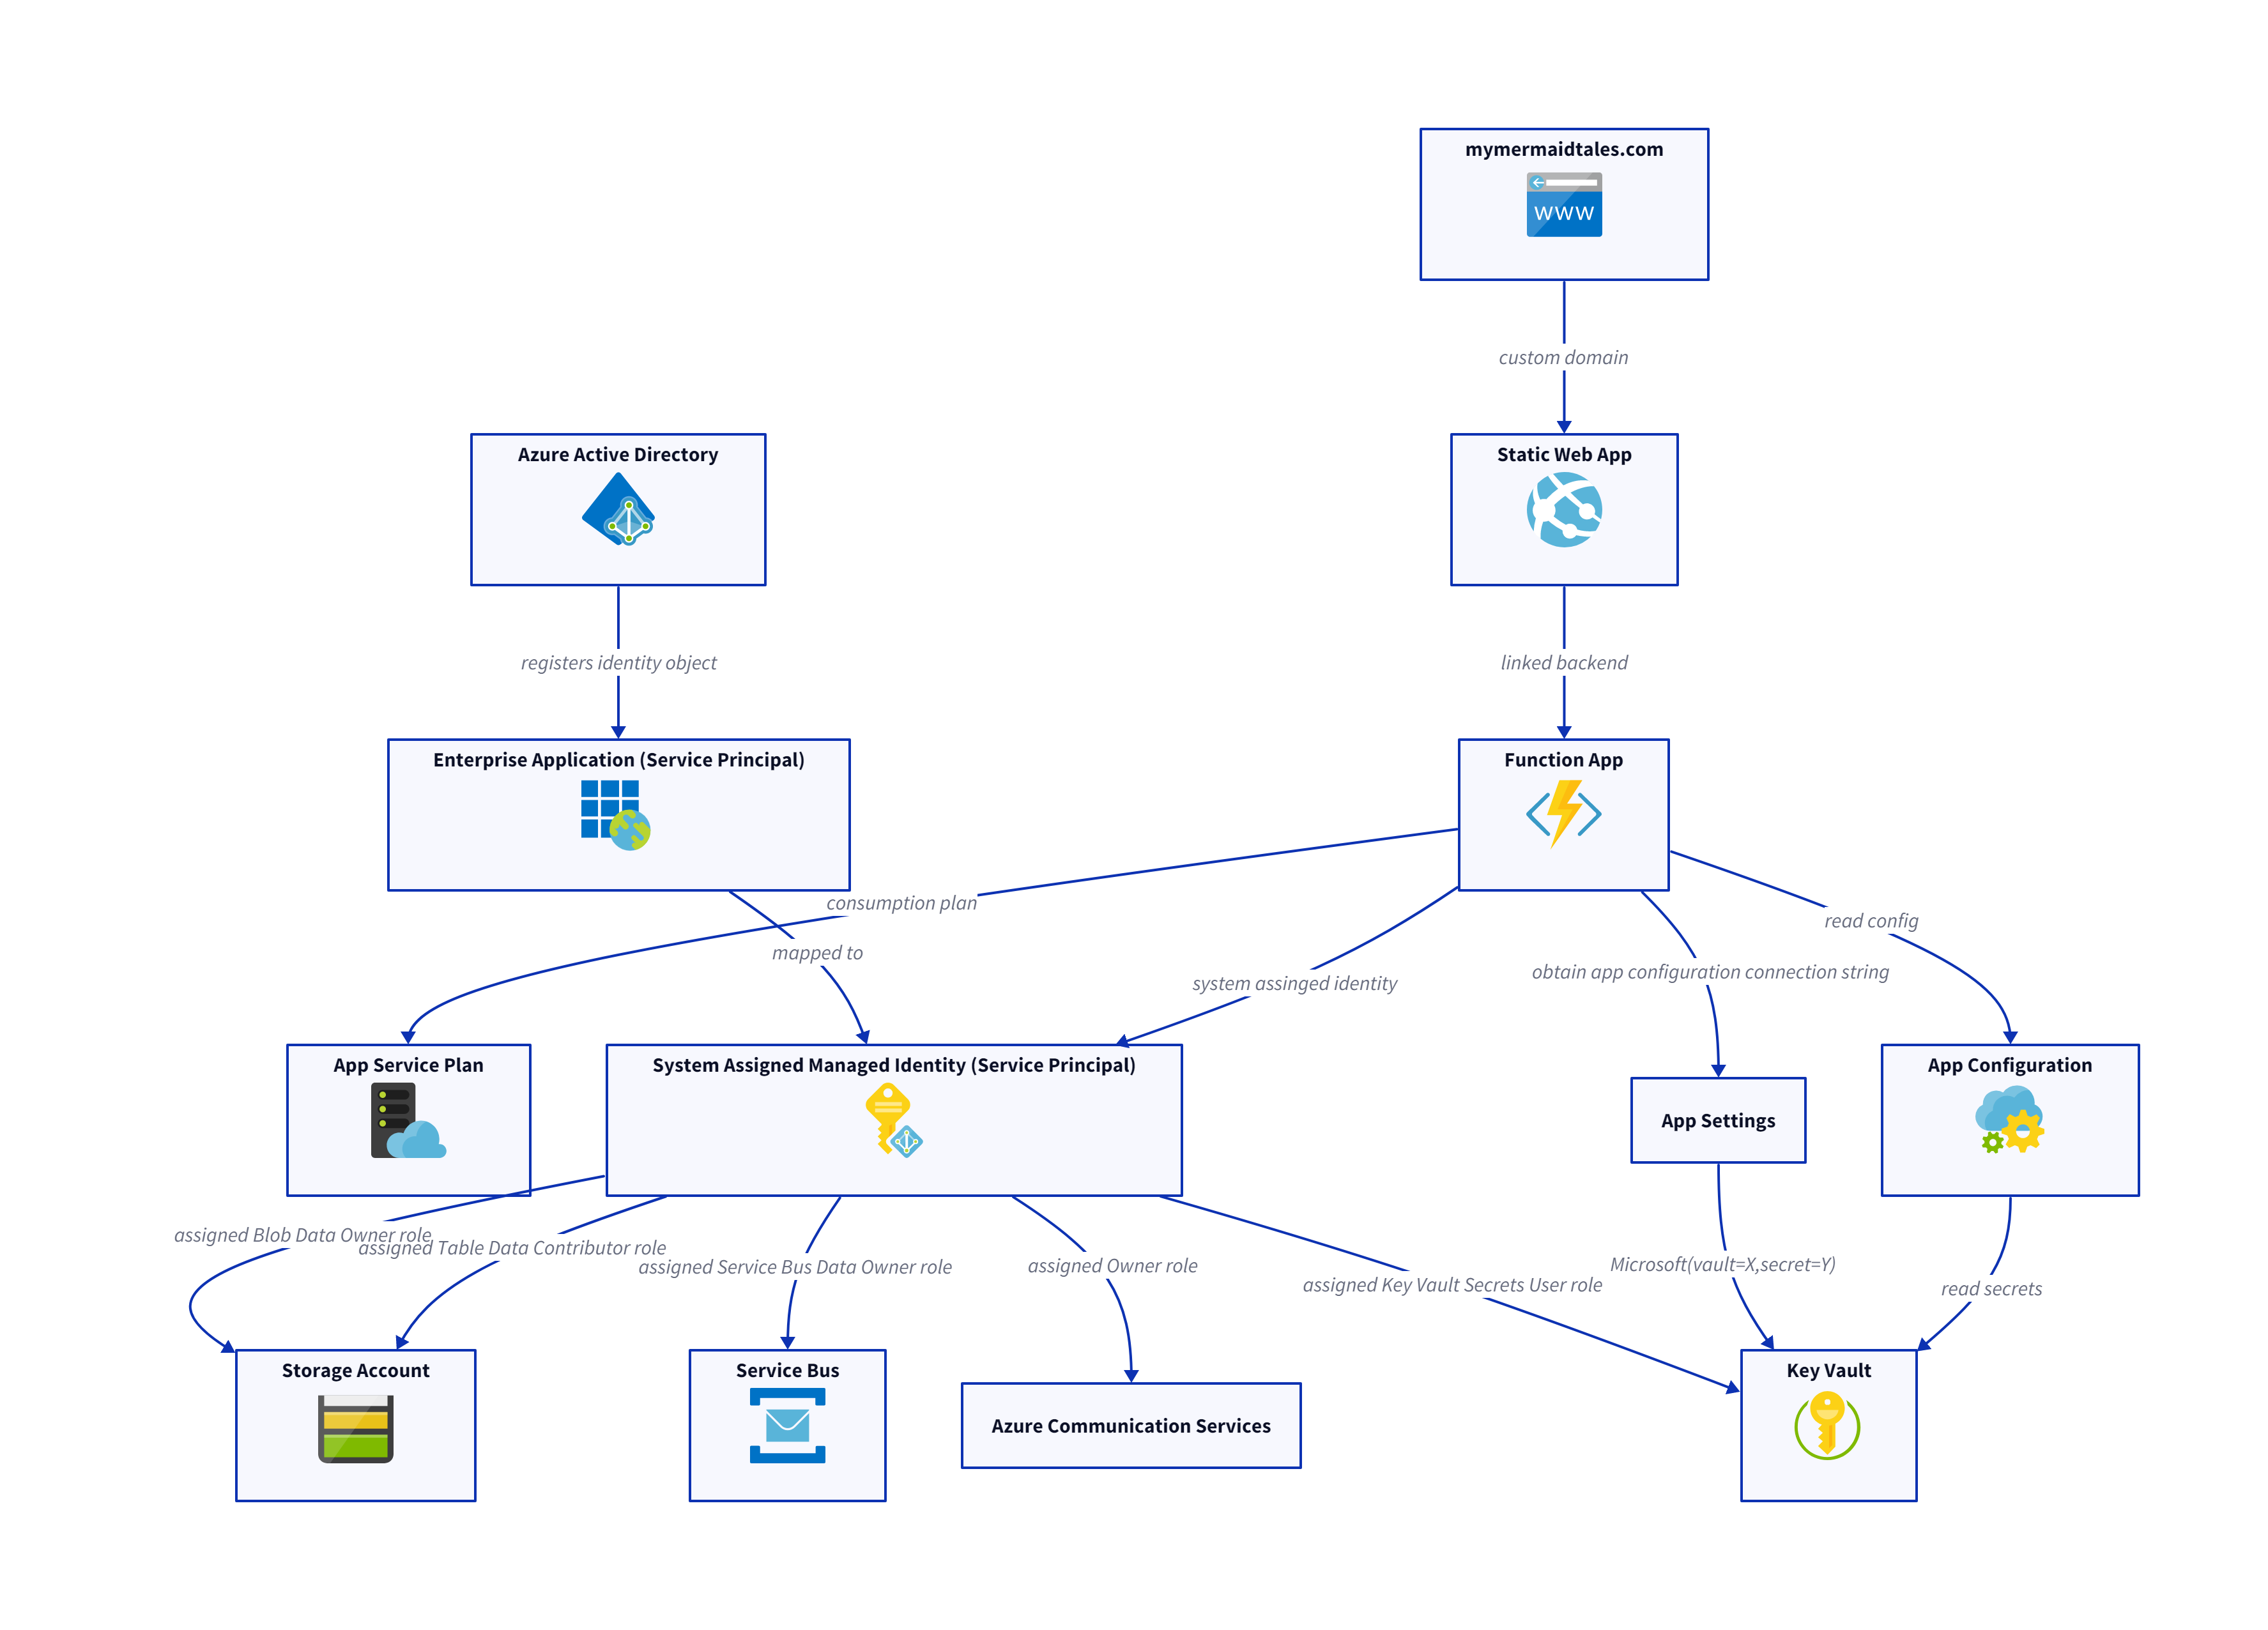 mymermaidtales.com
WWW
custom domain
Azure Active Directory
Static Web App
registers identity object
linked backend
Enterprise Application (Service Principal)
Function App
consumption plan
read config
mapped to
obtain app configuration connection string
system assinged identity
App Service Plan
System Assigned Managed Identity (Service Principal)
App Configuration
App Settings
assigned Blob Data Owner role
assigned Table Data Contributor role
assigned Service Bus Data Owner role
assigned Owner role
Microsoft(vault=X,secret=Y)
assigned Key Vault Secrets User role
read secrets
Storage Account
Service Bus
Key Vault
Azure Communication Services